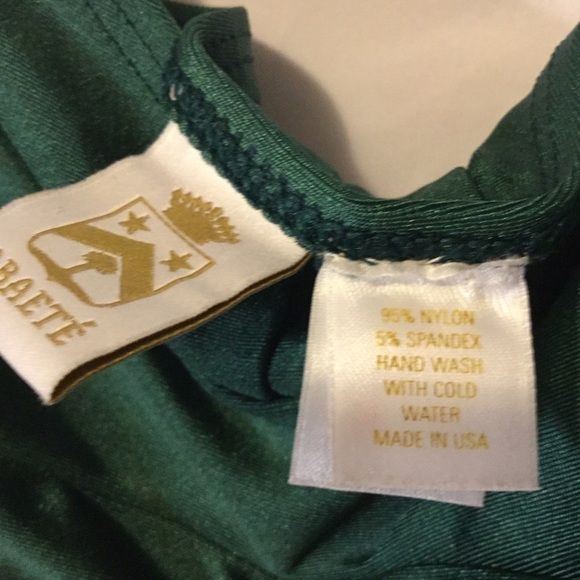 BAETÉ
95% NYLON
5% SPANDEX
HAND WASH
WITH COLD
WATER
MADE IN USA